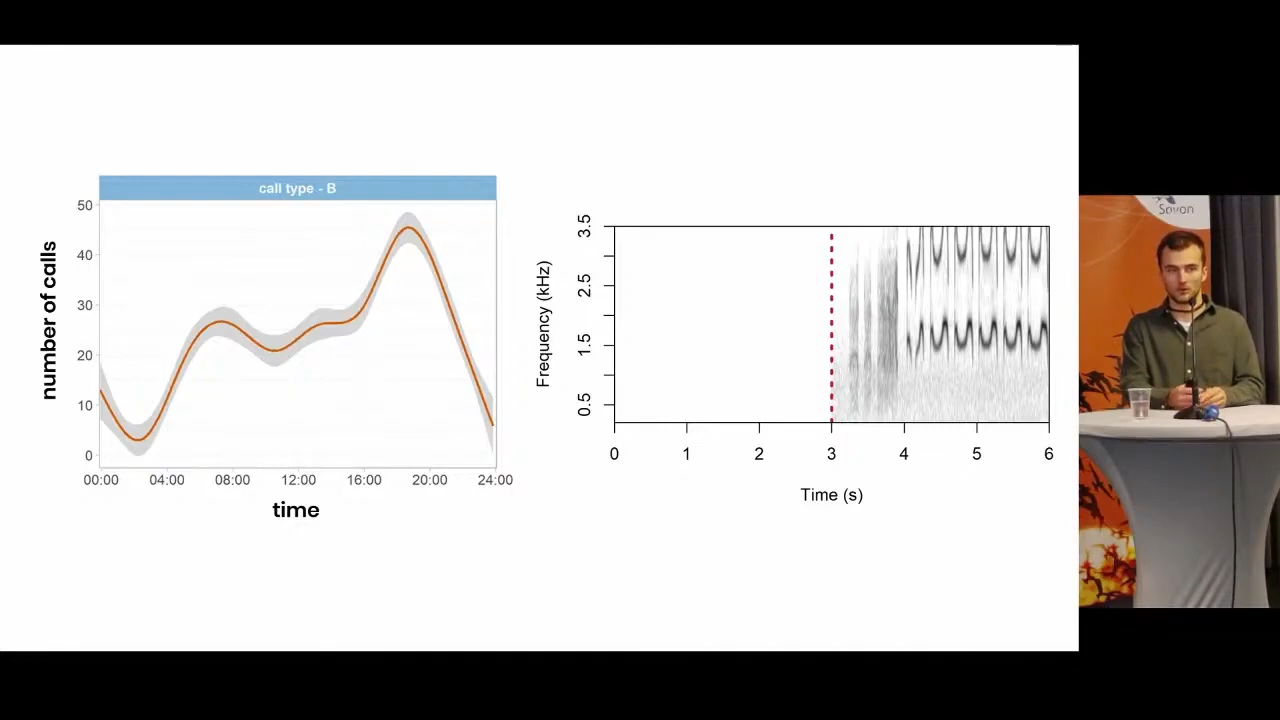 call type - B
number of calls
50
40
30
20
10
0
00:00 04:00 08:00 12:00 16:00 20:00 24:00
time
Frequency (kHz)
3.5
2.5
1.5
0.5
0 1 2 3 4 5 6
Time (s)
Sovon